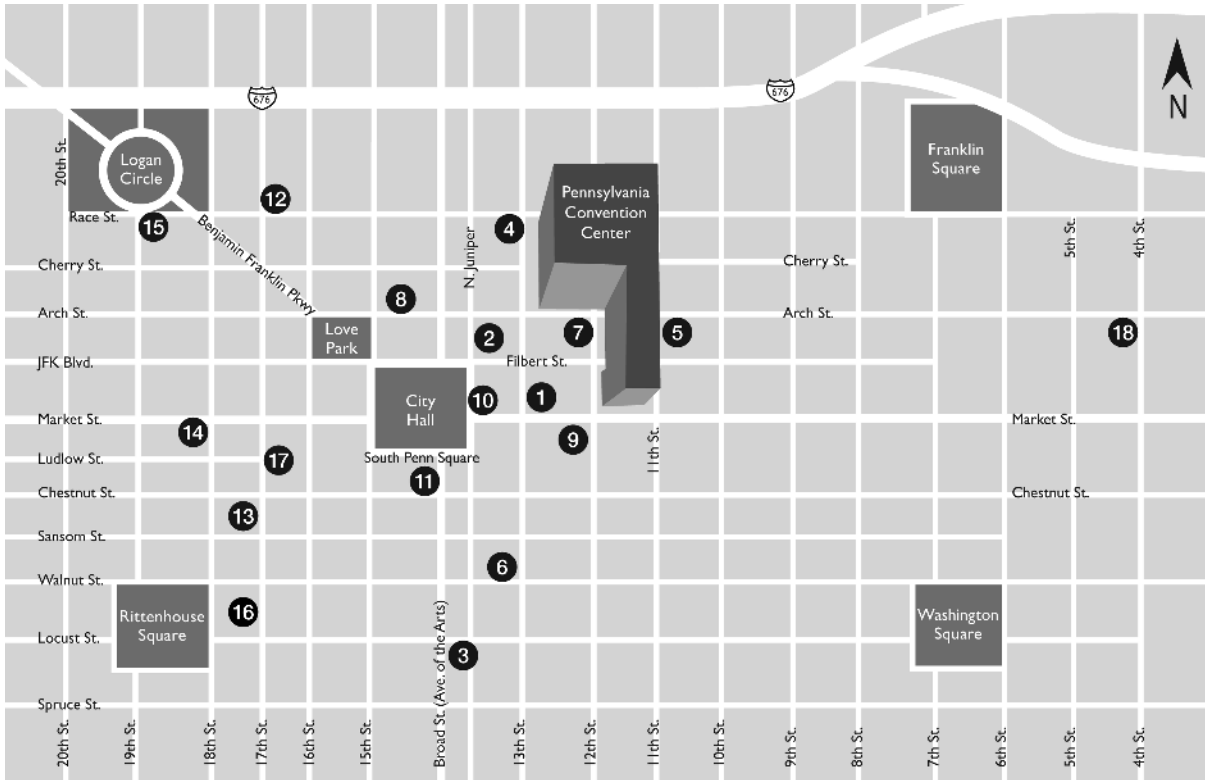 676
676
N
20th St.
Logan
Circle
Franklin
Square
Pennsylvania
Convention
Center
12
Race St.
15
4
N. Juniper
5th St.
4th St.
Benjamin Franklin Pkwy
Cherry St.
Cherry St.
8
Arch St.
Arch St.
Love
Park
2
7
5
18
JFK Blvd.
Filbert St.
City
Hall
10
1
Market St.
Market St.
14
9
11th St.
Ludlow St.
17
South Penn Square
11
Chestnut St.
Chestnut St.
13
Sansom St.
6
Walnut St.
16
Rittenhouse
Square
Washington
Square
Locust St.
3
Broad St. (Ave. of the Arts)
Spruce St.
20th St.
19th St.
18th St.
17th St.
16th St.
15th St.
13th St.
12th St.
11th St.
10th St.
9th St.
8th St.
7th St.
6th St.
5th St.
4th St.